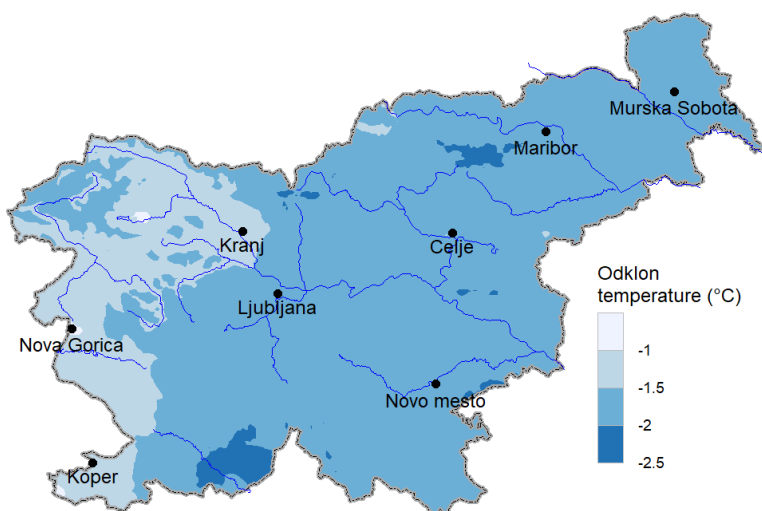 Murska Sobota
Maribor
Kranj
Celje
Ljubljana
Nova Gorica
Novo mesto
Koper
Odklon
temperature (°C)
-1
-1.5
-2
-2.5